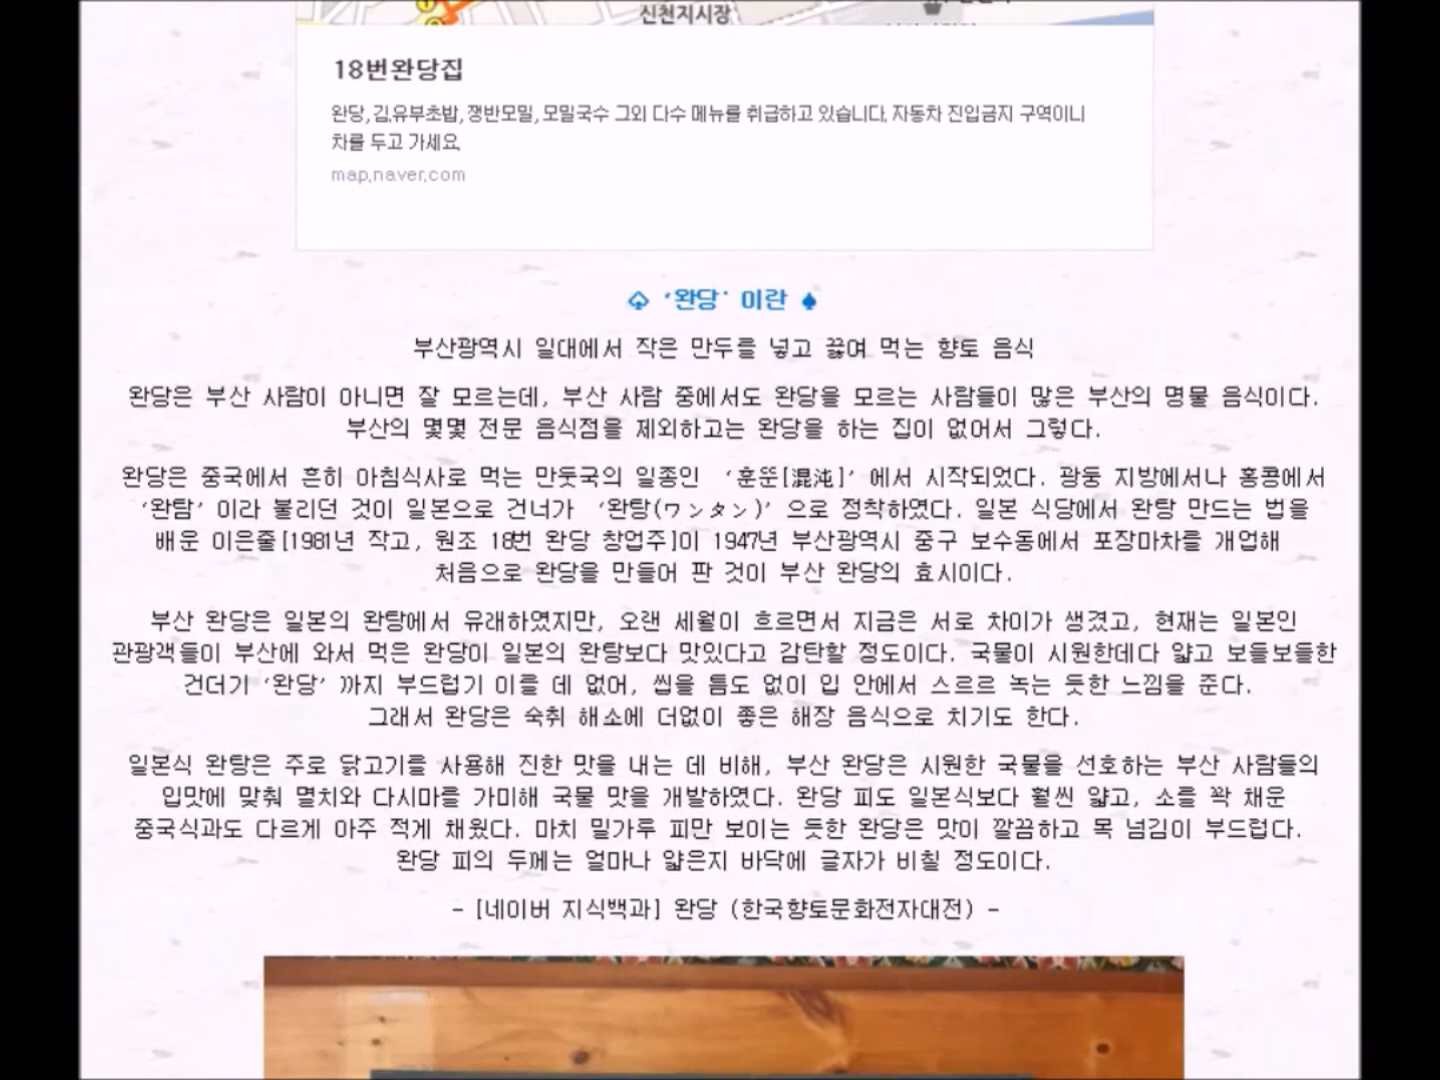 신천지시장
18번완당집
완당,김.유부초밥,쟁반모밀,모밀국수 그외 다수 메뉴를 취급하고 있습니다. 자동차 진입금지 구역이니
차를 두고 가세요.
map.naver.com
♤ ‘완당’ 이란 ♠
부산광역시 일대에서 작은 만두를 넣고 끓여 먹는 향토 음식
완당은 부산 사람이 아니면 잘 모르는데, 부산 사람 중에서도 완당을 모르는 사람들이 많은 부산의 명물 음식이다.
부산의 몇몇 전문 음식점을 제외하고는 완당을 하는 집이 없어서 그렇다.
완당은 중국에서 흔히 아침식사로 먹는 만둣국의 일종인 ‘훈뚠[混沌]’ 에서 시작되었다. 광둥 지방에서나 홍콩에서
‘완탐’ 이라 불리던 것이 일본으로 건너가 ‘완탕(ワンタン)’ 으로 정착하였다. 일본 식당에서 완탕 만드는 법을
배운 이은줄[1981년 작고, 원조 18번 완당 창업주]이 1947년 부산광역시 중구 보수동에서 포장마차를 개업해
처음으로 완당을 만들어 판 것이 부산 완당의 효시이다.
부산 완당은 일본의 완탕에서 유래하였지만, 오랜 세월이 흐르면서 지금은 서로 차이가 생겼고, 현재는 일본인
관광객들이 부산에 와서 먹은 완당이 일본의 완탕보다 맛있다고 감탄할 정도이다. 국물이 시원한데다 얇고 보들보들한
건더기 ‘완당’ 까지 부드럽기 이를 데 없어, 씹을 틈도 없이 입 안에서 스르르 녹는 듯한 느낌을 준다.
그래서 완당은 숙취 해소에 더없이 좋은 해장 음식으로 치기도 한다.
일본식 완탕은 주로 닭고기를 사용해 진한 맛을 내는 데 비해, 부산 완당은 시원한 국물을 선호하는 부산 사람들의
입맛에 맞춰 멸치와 다시마를 가미해 국물 맛을 개발하였다. 완당 피도 일본식보다 훨씬 얇고, 소를 꽉 채운
중국식과도 다르게 아주 적게 채웠다. 마치 밀가루 피만 보이는 듯한 완당은 맛이 깔끔하고 목 넘김이 부드럽다.
완당 피의 두께는 얼마나 얇은지 바닥에 글자가 비칠 정도이다.
- [네이버 지식백과] 완당 (한국향토문화전자대전) -